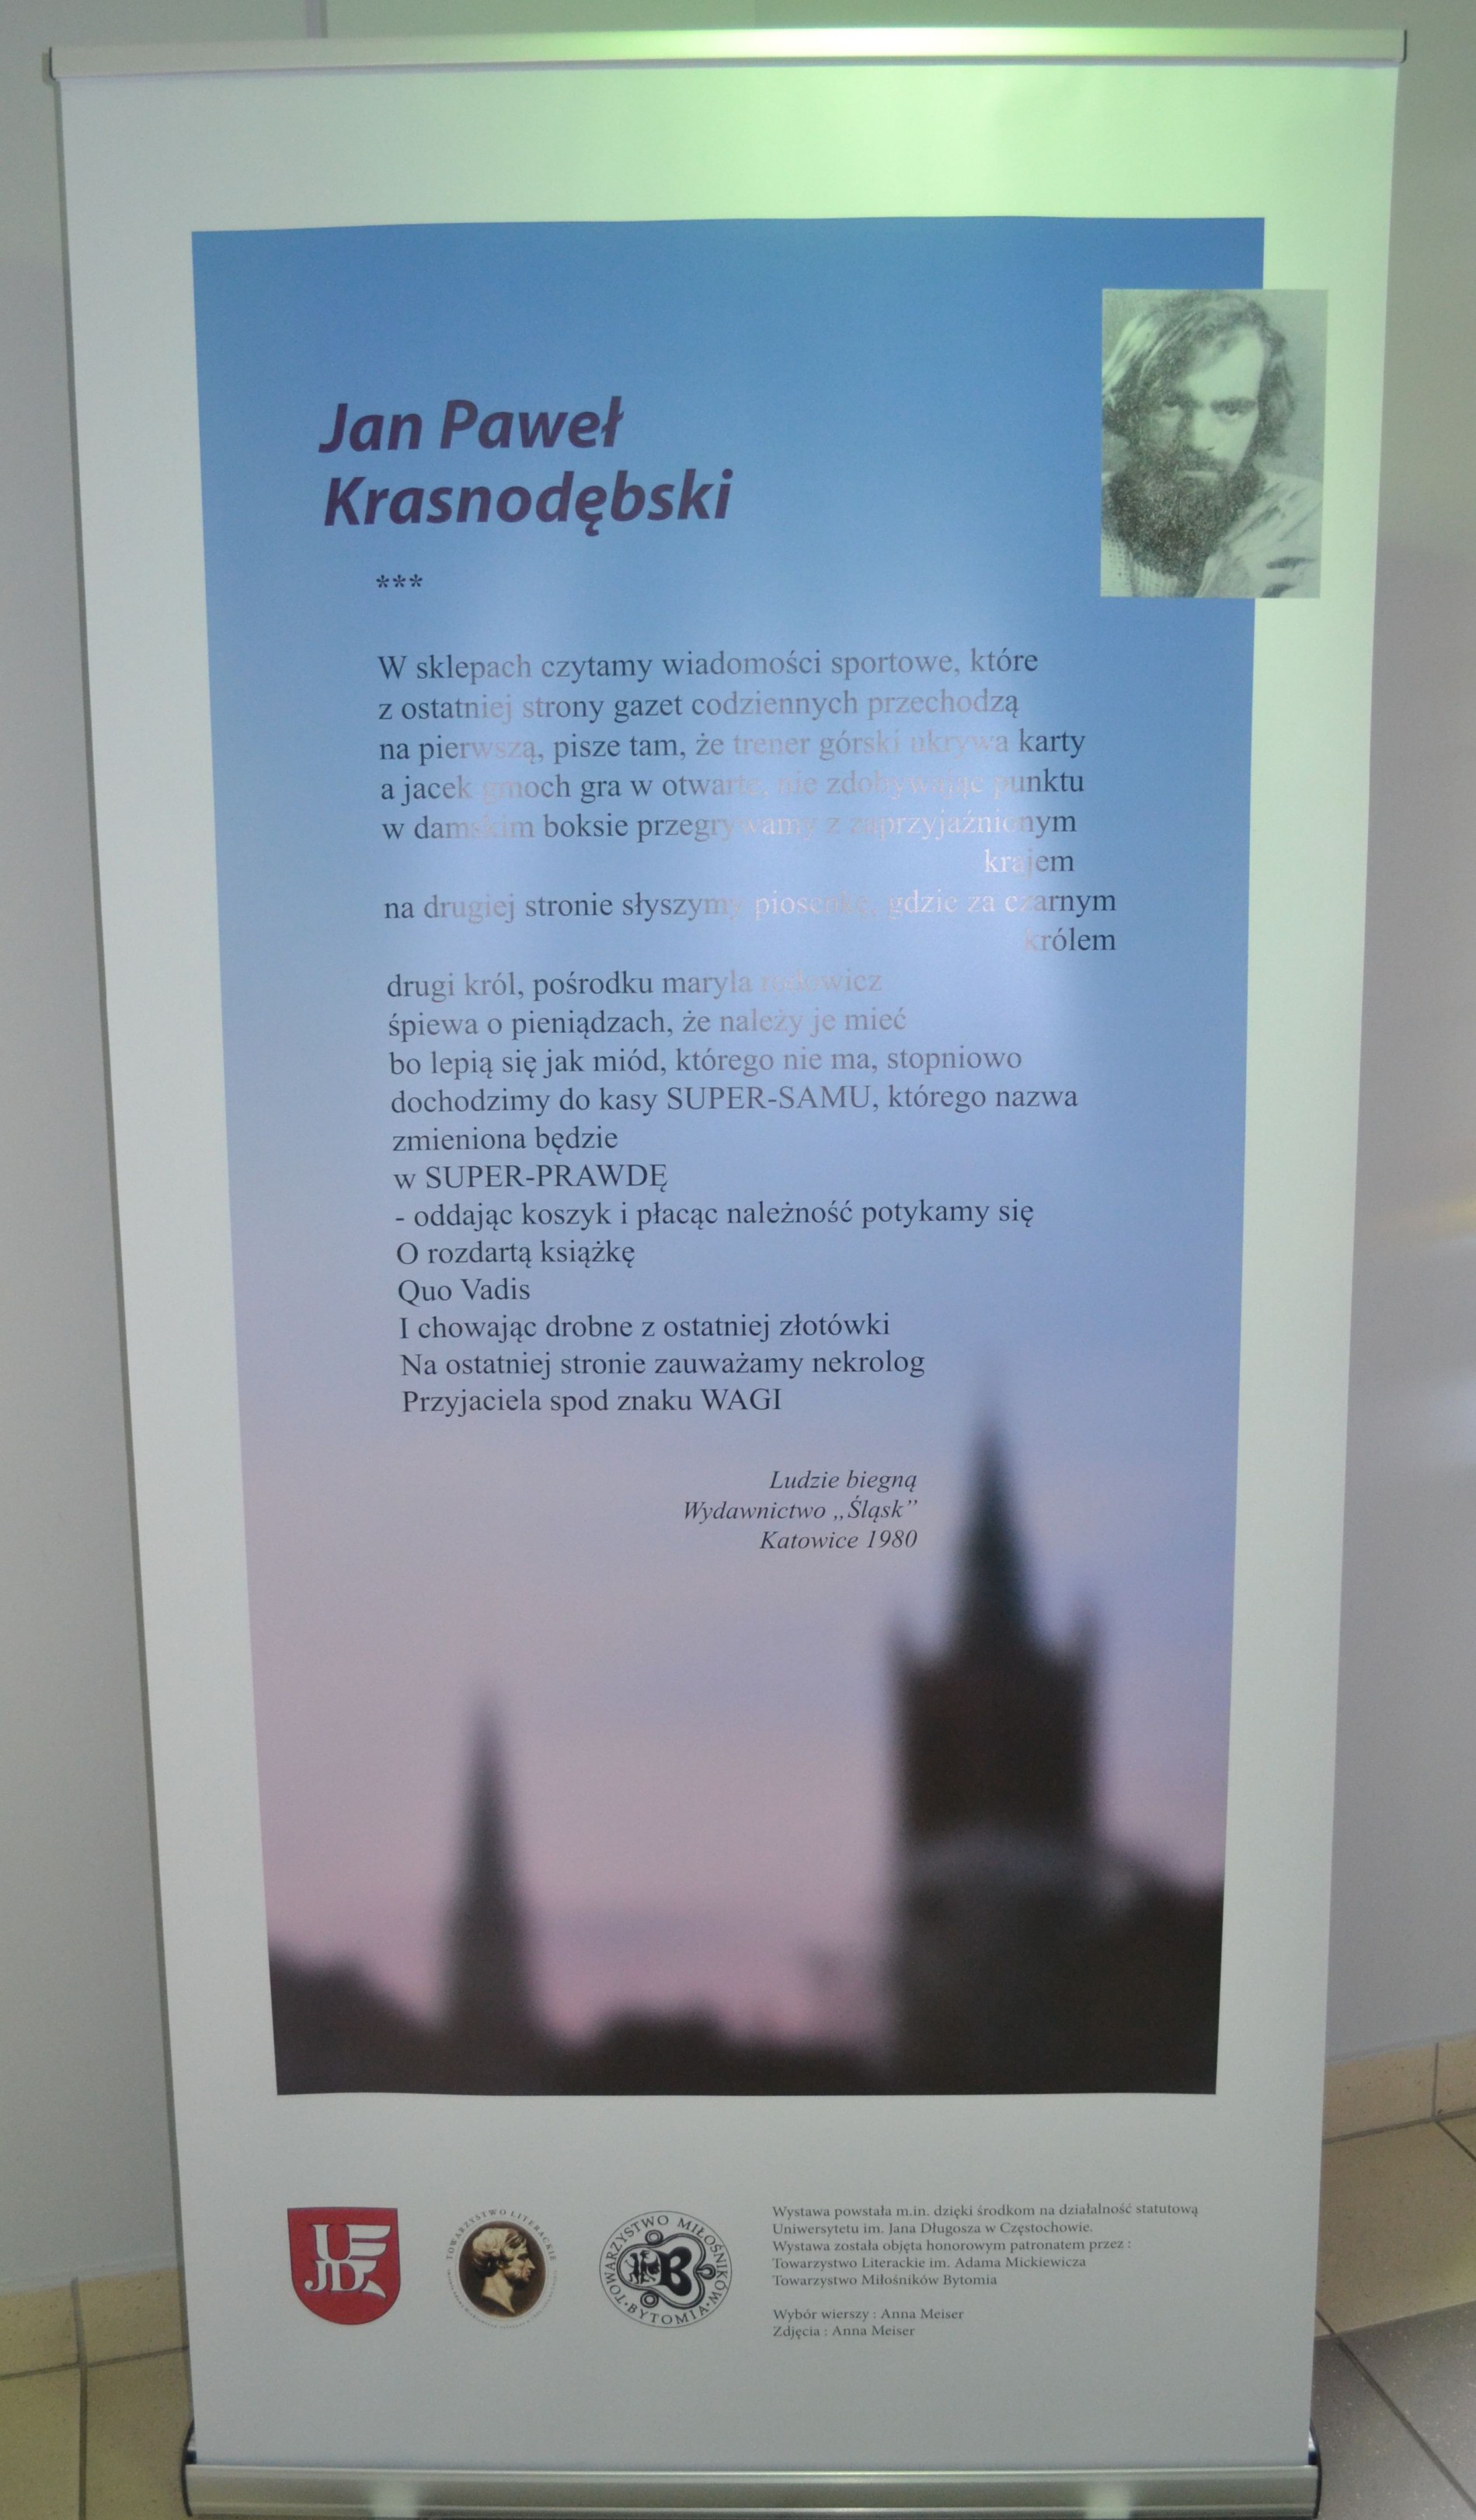 Jan Paweł
Krasnodębski
***
W sklepach czytamy wiadomości sportowe, które
z ostatniej strony gazet codziennych przechodzą
na pierwszą, pisze tam, że trener górski ukrywa karty
a jacek gmoch gra w otwarte, nie zdobywając punktu
w damskim boksie przegrywamy z zaprzyjaźnionym
krajem
na drugiej stronie słyszymy piosenkę, gdzie za czarnym
królem
drugi król, pośrodku maryla rodowicz
śpiewa o pieniądzach, że należy je mieć
bo lepią się jak miód, którego nie ma, stopniowo
dochodzimy do kasy SUPER-SAMU, którego nazwa
zmieniona będzie
w SUPER-PRAWDĘ
- oddając koszyk i płacąc należność potykamy się
O rozdartą książkę
Quo Vadis
I chowając drobne z ostatniej złotówki
Na ostatniej stronie zauważamy nekrolog
Przyjaciela spod znaku WAGI
Ludzie biegną
Wydawnictwo „Śląsk”
Katowice 1980
UJD
TOWARZYSTWO LITERACKIE
TOWARZYSTWO MIŁOŚNIKÓW
BYTOMIA
B
Wystawa powstała m.in. dzięki środkom na działalność statutową
Uniwersytetu im. Jana Długosza w Częstochowie.
Wystawa została objęta honorowym patronatem przez :
Towarzystwo Literackie im. Adama Mickiewicza
Towarzystwo Miłośników Bytomia
Wybór wierszy : Anna Meiser
Zdjęcia : Anna Meiser